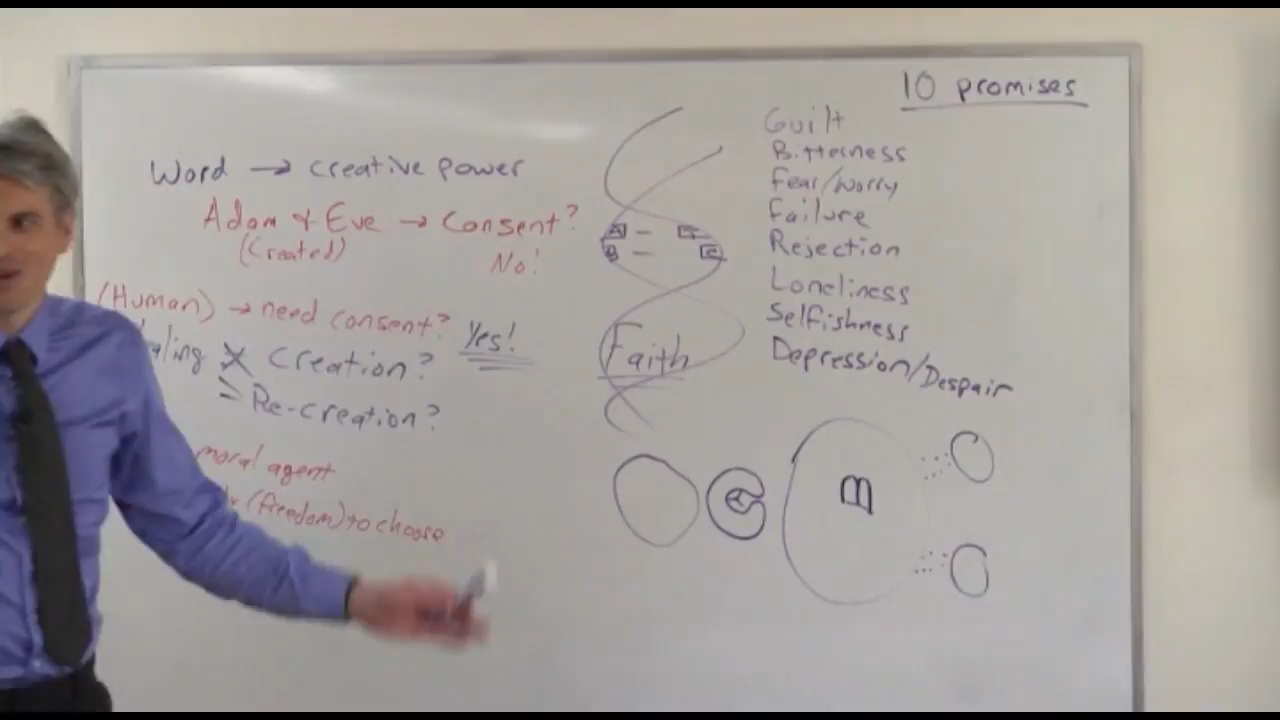 10 promises
Word → creative power
Adam & Eve → Consent?
(Created) No!
(Human) → need consent? Yes!
Creation?
Re-creation?
moral agent
(freedom) to choose
Guilt
Bitterness
Fear/Worry
Failure
Rejection
Loneliness
Selfishness
Depression/Despair
A –
B –
Faith